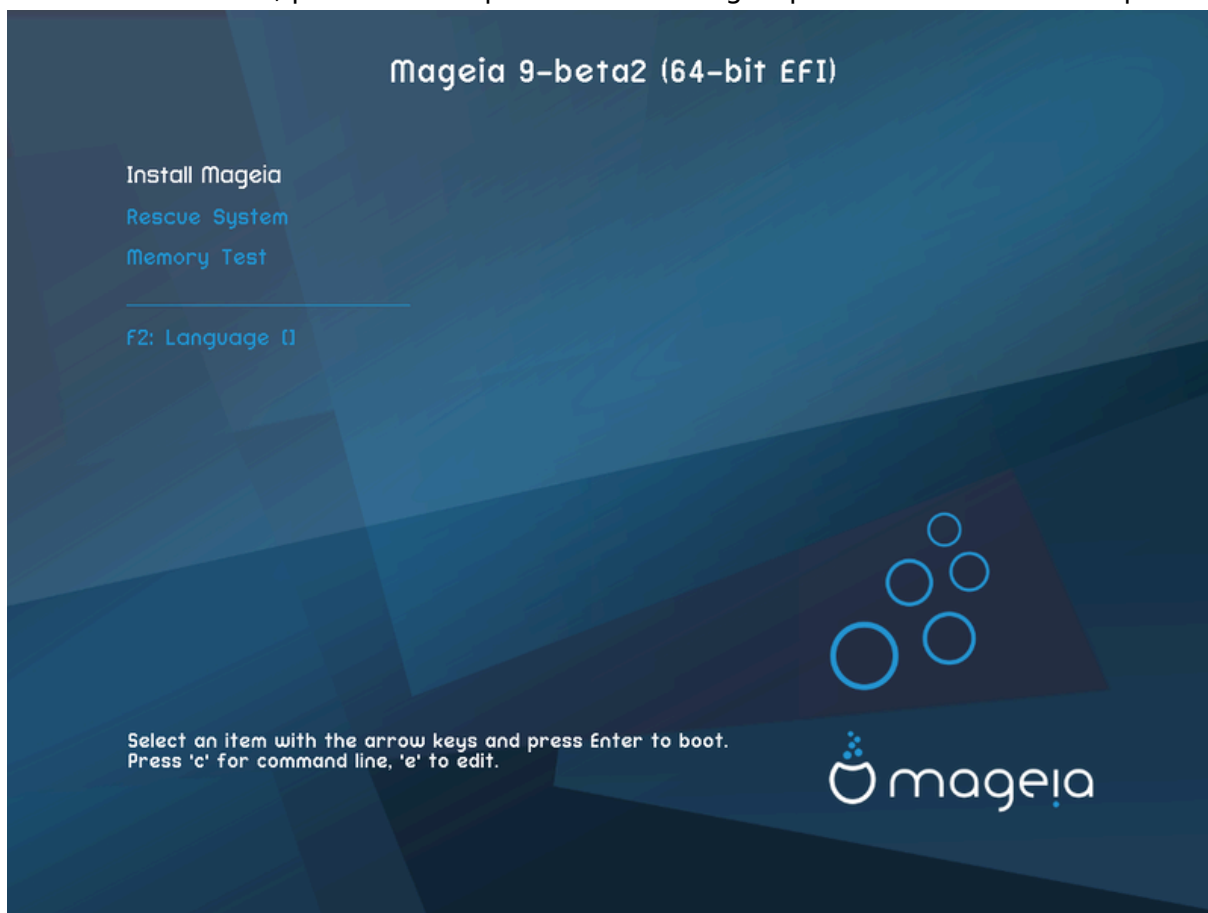 Mageia 9-beta2 (64-bit EFI)
Install Mageia
Rescue System
Memory Test
F2: Language []
Select an item with the arrow keys and press Enter to boot.
Press 'c' for command line, 'e' to edit.
mageia